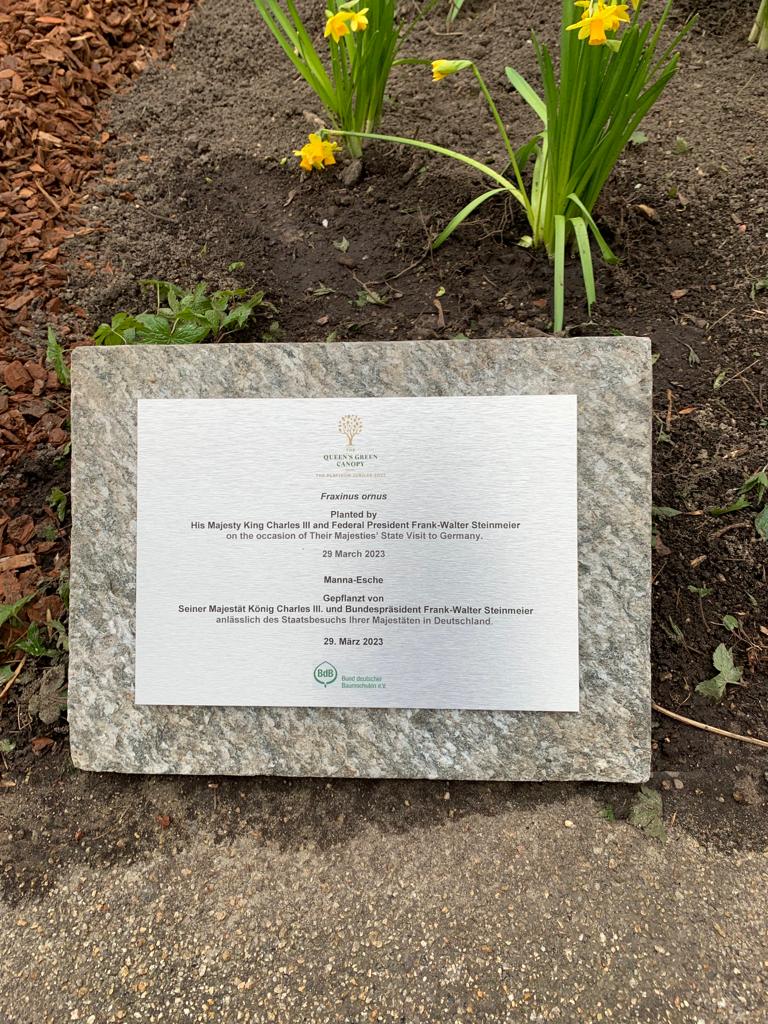 THE
QUEEN'S GREEN
CANOPY
THE PLATINUM JUBILEE 2022
Fraxinus ornus
Planted by
His Majesty King Charles III and Federal President Frank-Walter Steinmeier
on the occasion of Their Majesties' State Visit to Germany.
29 March 2023
Manna-Esche
Gepflanzt von
Seiner Majestät König Charles III. und Bundespräsident Frank-Walter Steinmeier
anlässlich des Staatsbesuchs Ihrer Majestäten in Deutschland.
29. März 2023
BdB
Bund deutscher
Baumschulen e.V.